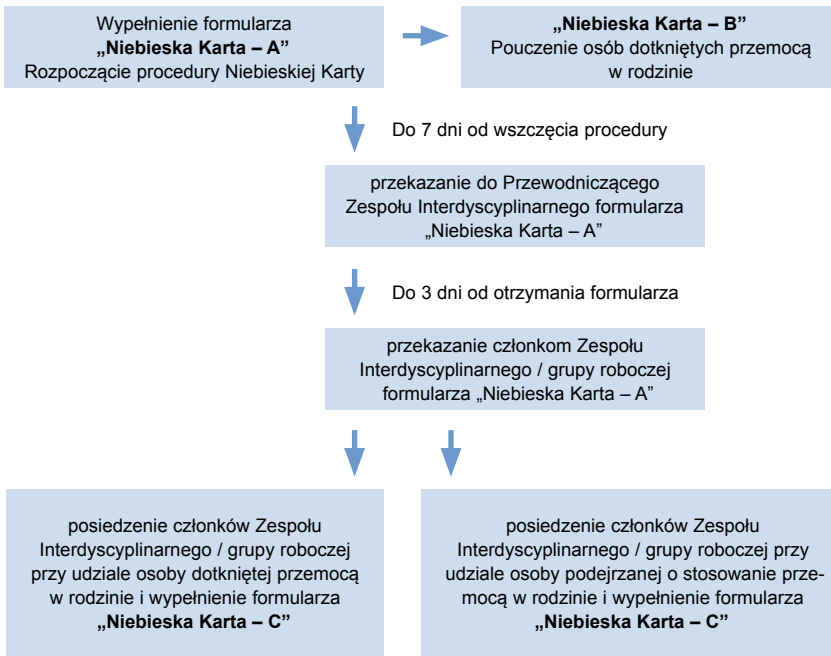 Wypełnienie formularza
„Niebieska Karta – A”
Rozpoczącie procedury Niebieskiej Karty
„Niebieska Karta – B”
Pouczenie osób dotkniętych przemocą
w rodzinie
Do 7 dni od wszczęcia procedury
przekazanie do Przewodniczącego
Zespołu Interdyscyplinarnego formularza
„Niebieska Karta – A”
Do 3 dni od otrzymania formularza
przekazanie członkom Zespołu
Interdyscyplinarnego / grupy roboczej
formularza „Niebieska Karta – A”
posiedzenie członków Zespołu
Interdyscyplinarnego / grupy roboczej
przy udziale osoby dotkniętej przemocą
w rodzinie i wypełnienie formularza
„Niebieska Karta – C”
posiedzenie członków Zespołu
Interdyscyplinarnego / grupy roboczej przy
udziale osoby podejrzanej o stosowanie prze-
mocą w rodzinie i wypełnienie formularza
„Niebieska Karta – C”